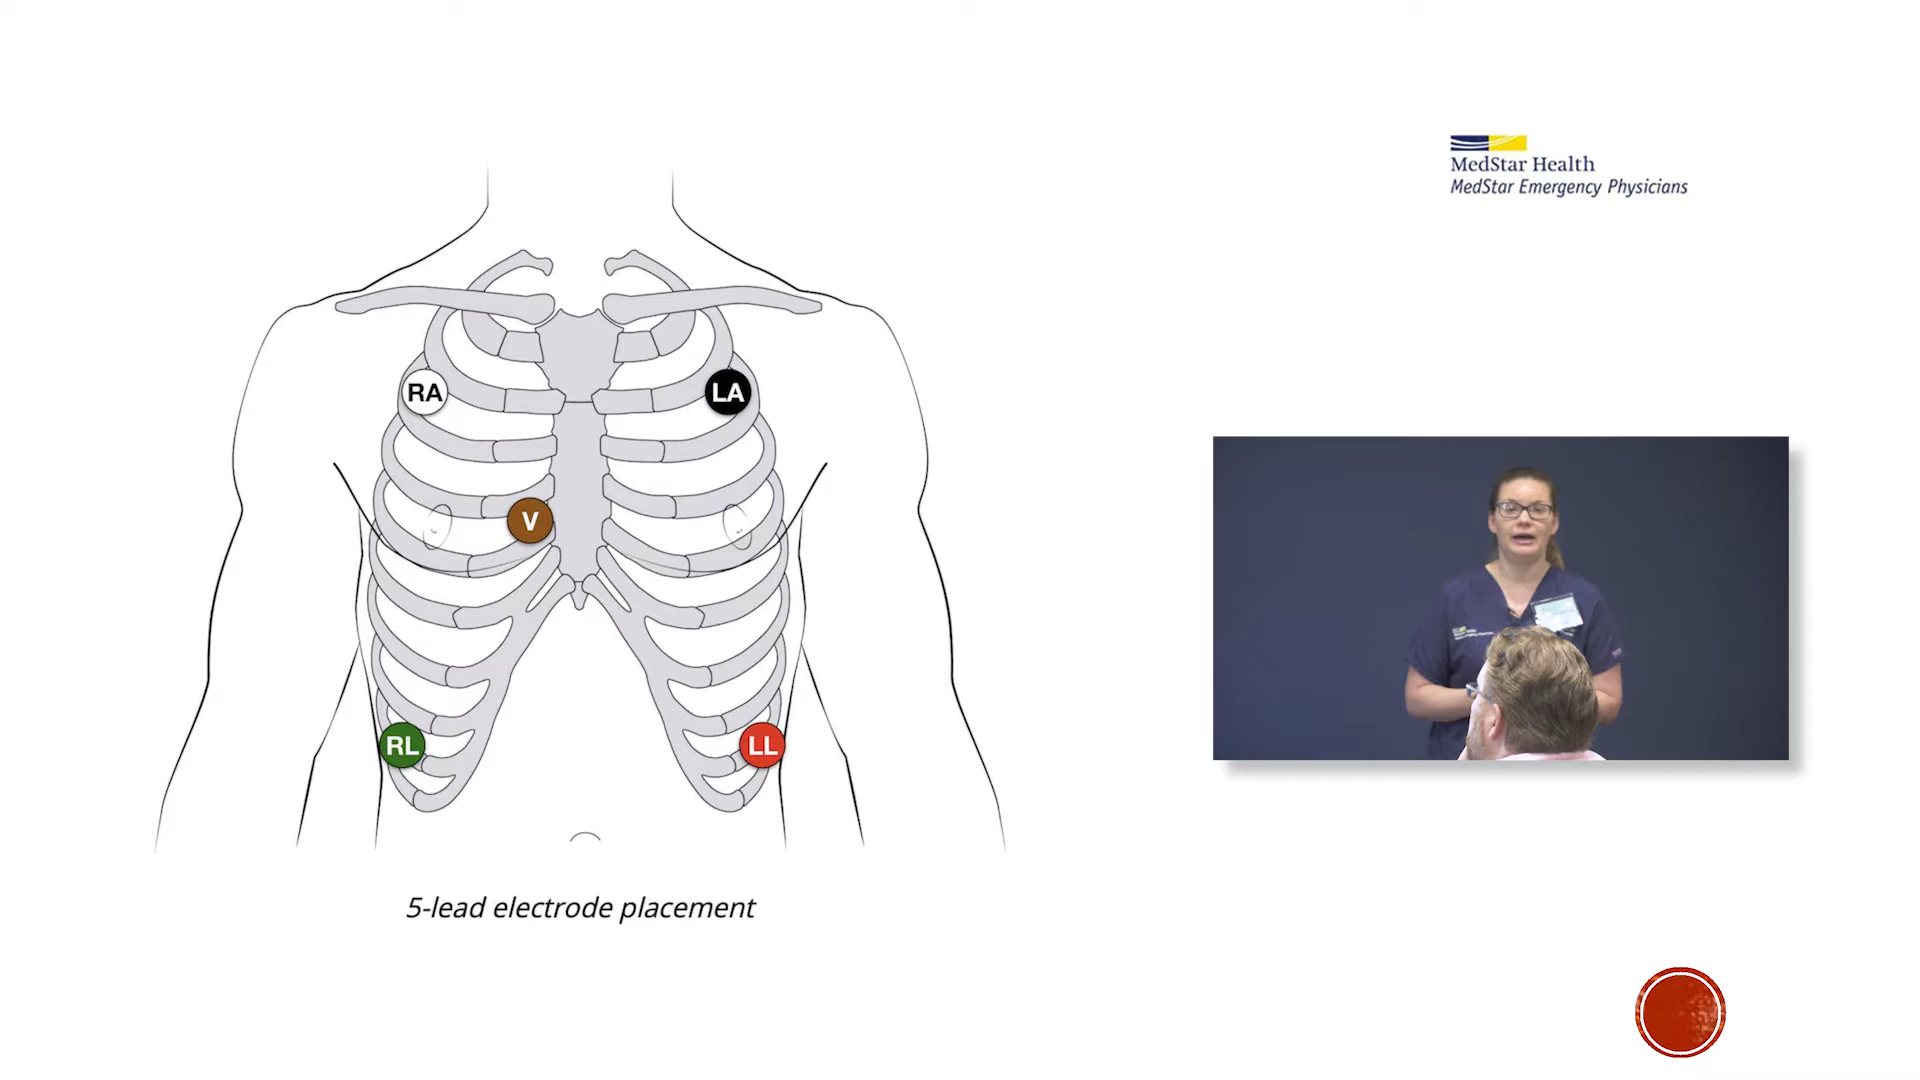 MedStar Health
MedStar Emergency Physicians
RA
LA
V
RL
LL
5-lead electrode placement